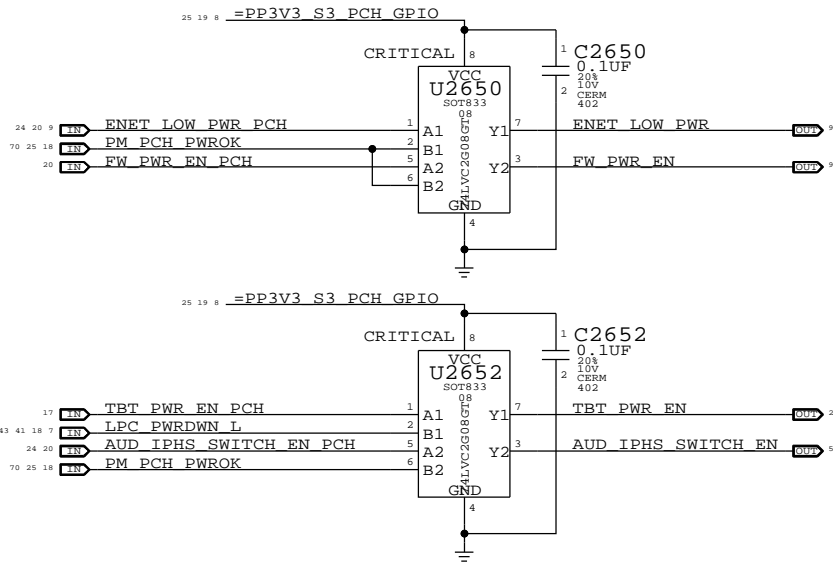 25 19 8 =PP3V3_S3_PCH_GPIO
CRITICAL 8
1 C2650
0.1UF
20%
10V
2 CERM
402
VCC
U2650
SOT833
08
74LVC2G08GT
24 20 9 IN ENET_LOW_PWR_PCH 1 A1 Y1 7 ENET_LOW_PWR OUT 9
70 25 18 IN PM_PCH_PWROK 2 B1
20 IN FW_PWR_EN_PCH 5 A2 Y2 3 FW_PWR_EN OUT 9
6 B2
GND
4
25 19 8 =PP3V3_S3_PCH_GPIO
CRITICAL 8
1 C2652
0.1UF
20%
10V
2 CERM
402
VCC
U2652
SOT833
08
74LVC2G08GT
17 IN TBT_PWR_EN_PCH 1 A1 Y1 7 TBT_PWR_EN OUT 2
43 41 18 7 IN LPC_PWRDWN_L 2 B1
24 20 IN AUD_IPHS_SWITCH_EN_PCH 5 A2 Y2 3 AUD_IPHS_SWITCH_EN OUT 5
70 25 18 IN PM_PCH_PWROK 6 B2
GND
4